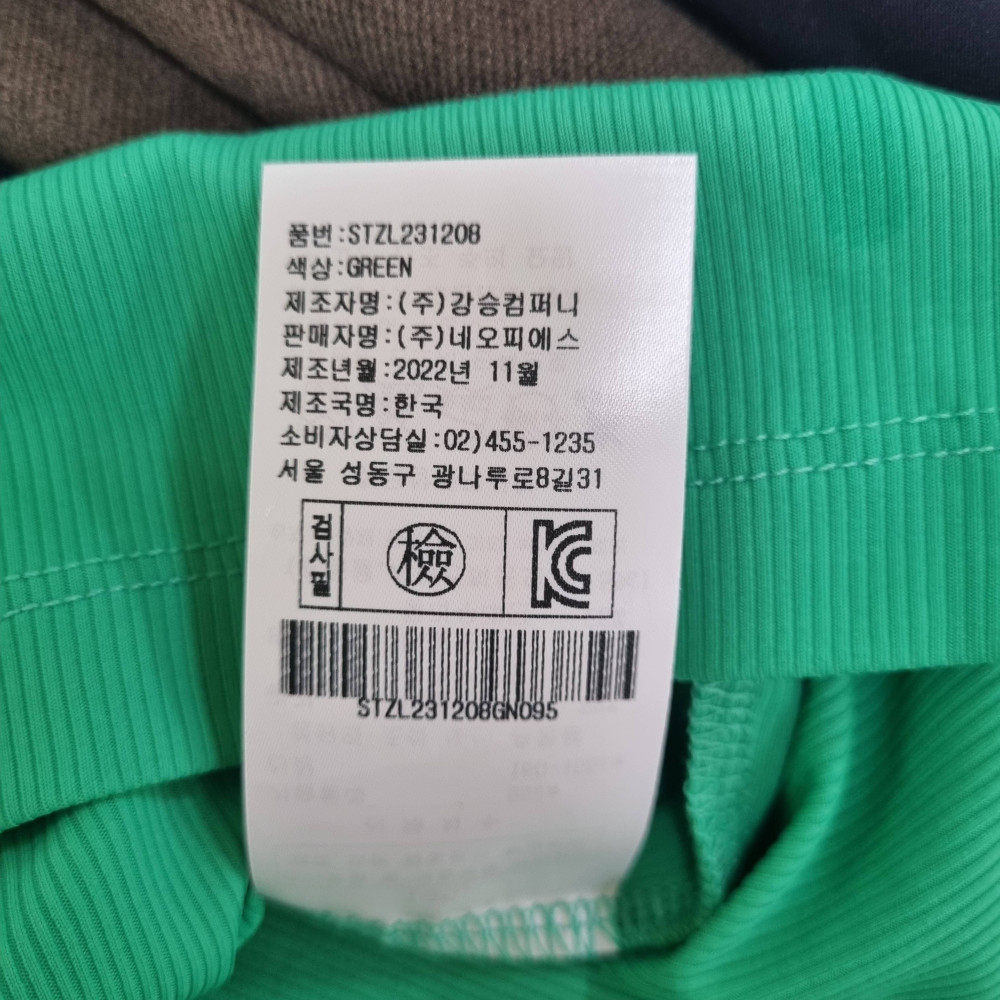 품번:STZL231208
색상:GREEN
제조자명:(주)강승컴퍼니
판매자명:(주)네오피에스
제조년월:2022년 11월
제조국명:한국
소비자상담실:02)455-1235
서울 성동구 광나루로8길31
검사필
檢
KC
STZL231208GN095